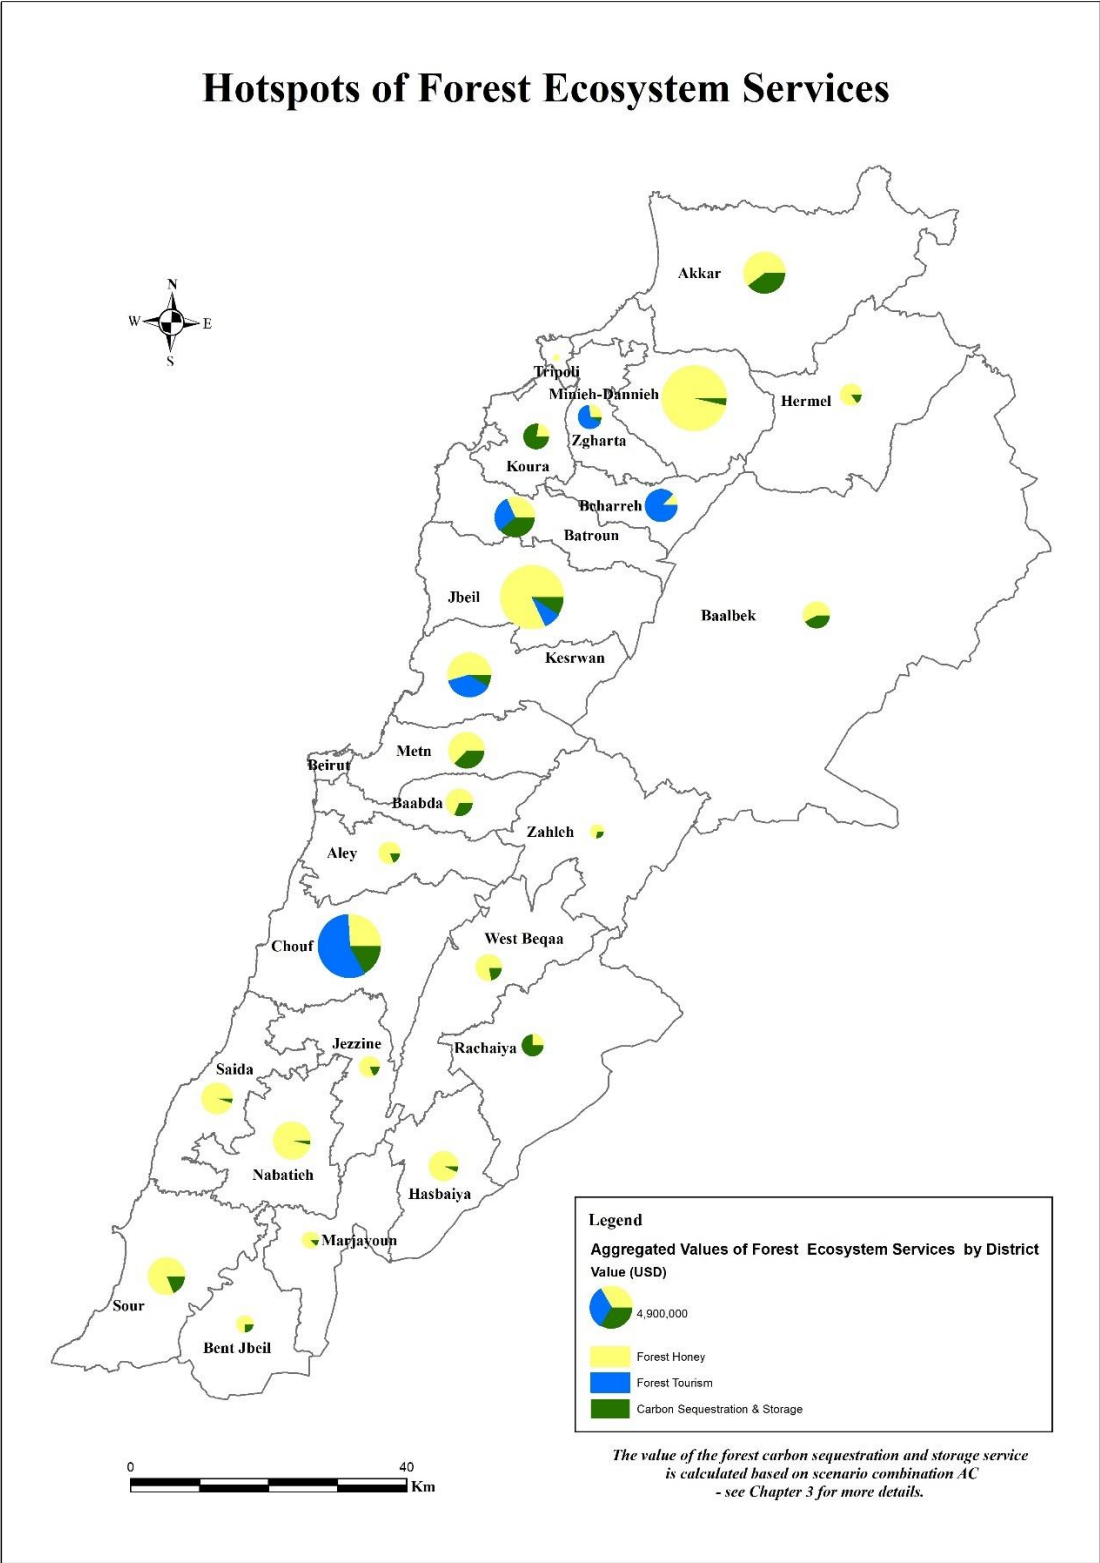 Hotspots of Forest Ecosystem Services
N
W
E
S
Akkar
Tripoli
Minieh-Dannieh
Hermel
Zgharta
Koura
Bcharreh
Batroun
Jbeil
Baalbek
Kesrwan
Metn
Beirut
Baabda
Zahleh
Aley
West Beqaa
Chouf
Jezzine
Rachaiya
Saida
Nabatieh
Hasbaiya
Marjayoun
Sour
Bent Jbeil
Legend
Aggregated Values of Forest Ecosystem Services by District
Value (USD)
4,900,000
Forest Honey
Forest Tourism
Carbon Sequestration & Storage
The value of the forest carbon sequestration and storage service
is calculated based on scenario combination AC
- see Chapter 3 for more details.
0
40
Km